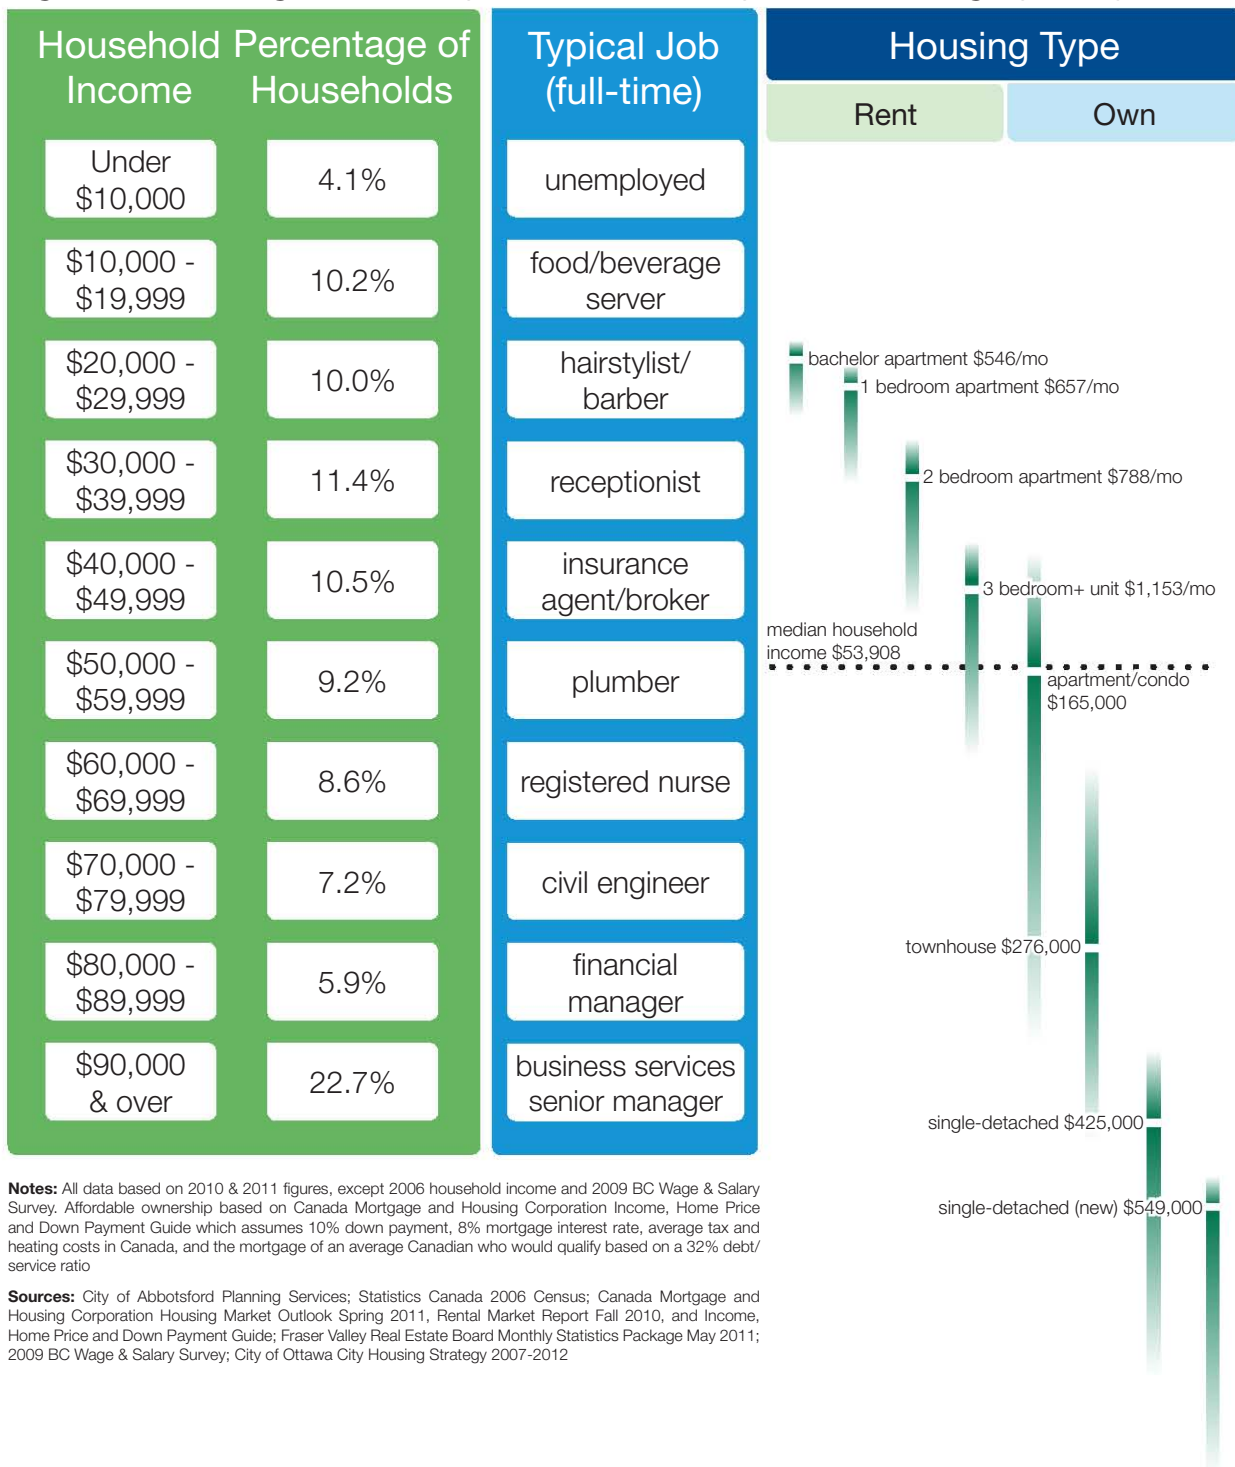 Household Percentage of
Income Households
Typical Job
(full-time)
Housing Type
Rent
Own
Under
$10,000
4.1%
unemployed
$10,000 -
$19,999
10.2%
food/beverage
server
$20,000 -
$29,999
10.0%
hairstylist/
barber
$30,000 -
$39,999
11.4%
receptionist
$40,000 -
$49,999
10.5%
insurance
agent/broker
$50,000 -
$59,999
9.2%
plumber
$60,000 -
$69,999
8.6%
registered nurse
$70,000 -
$79,999
7.2%
civil engineer
$80,000 -
$89,999
5.9%
financial
manager
$90,000
& over
22.7%
business services
senior manager
bachelor apartment $546/mo
1 bedroom apartment $657/mo
2 bedroom apartment $788/mo
3 bedroom+ unit $1,153/mo
median household
income $53,908
apartment/condo
$165,000
townhouse $276,000
single-detached $425,000
single-detached (new) $549,000
Notes: All data based on 2010 & 2011 figures, except 2006 household income and 2009 BC Wage & Salary
Survey. Affordable ownership based on Canada Mortgage and Housing Corporation Income, Home Price
and Down Payment Guide which assumes 10% down payment, 8% mortgage interest rate, average tax and
heating costs in Canada, and the mortgage of an average Canadian who would qualify based on a 32% debt/
service ratio
Sources: City of Abbotsford Planning Services; Statistics Canada 2006 Census; Canada Mortgage and
Housing Corporation Housing Market Outlook Spring 2011, Rental Market Report Fall 2010, and Income,
Home Price and Down Payment Guide; Fraser Valley Real Estate Board Monthly Statistics Package May 2011;
2009 BC Wage & Salary Survey; City of Ottawa City Housing Strategy 2007-2012